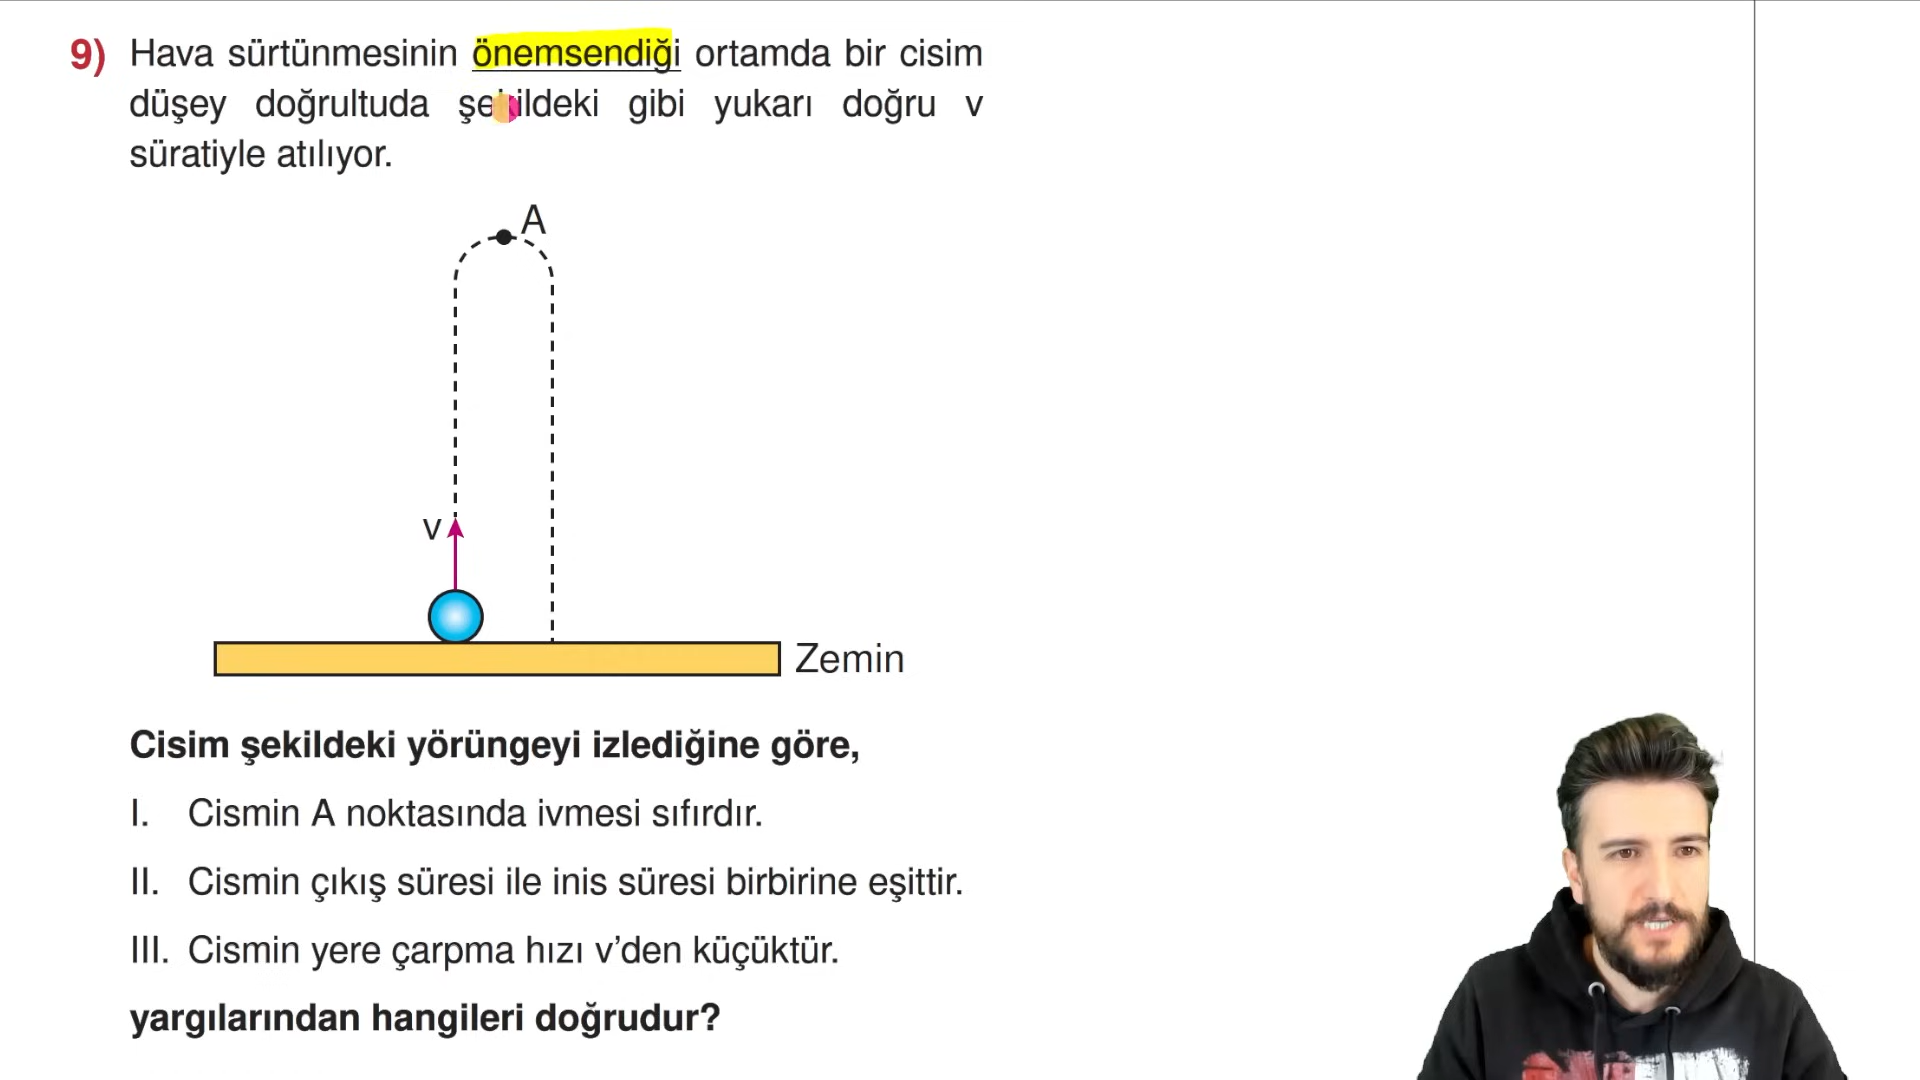 9) Hava sürtünmesinin önemsendiği ortamda bir cisim
düşey doğrultuda şekildeki gibi yukarı doğru v
süratiyle atılıyor.
A
v
Zemin
Cisim şekildeki yörüngeyi izlediğine göre,
I. Cismin A noktasında ivmesi sıfırdır.
II. Cismin çıkış süresi ile inis süresi birbirine eşittir.
III. Cismin yere çarpma hızı v’den küçüktür.
yargılarından hangileri doğrudur?